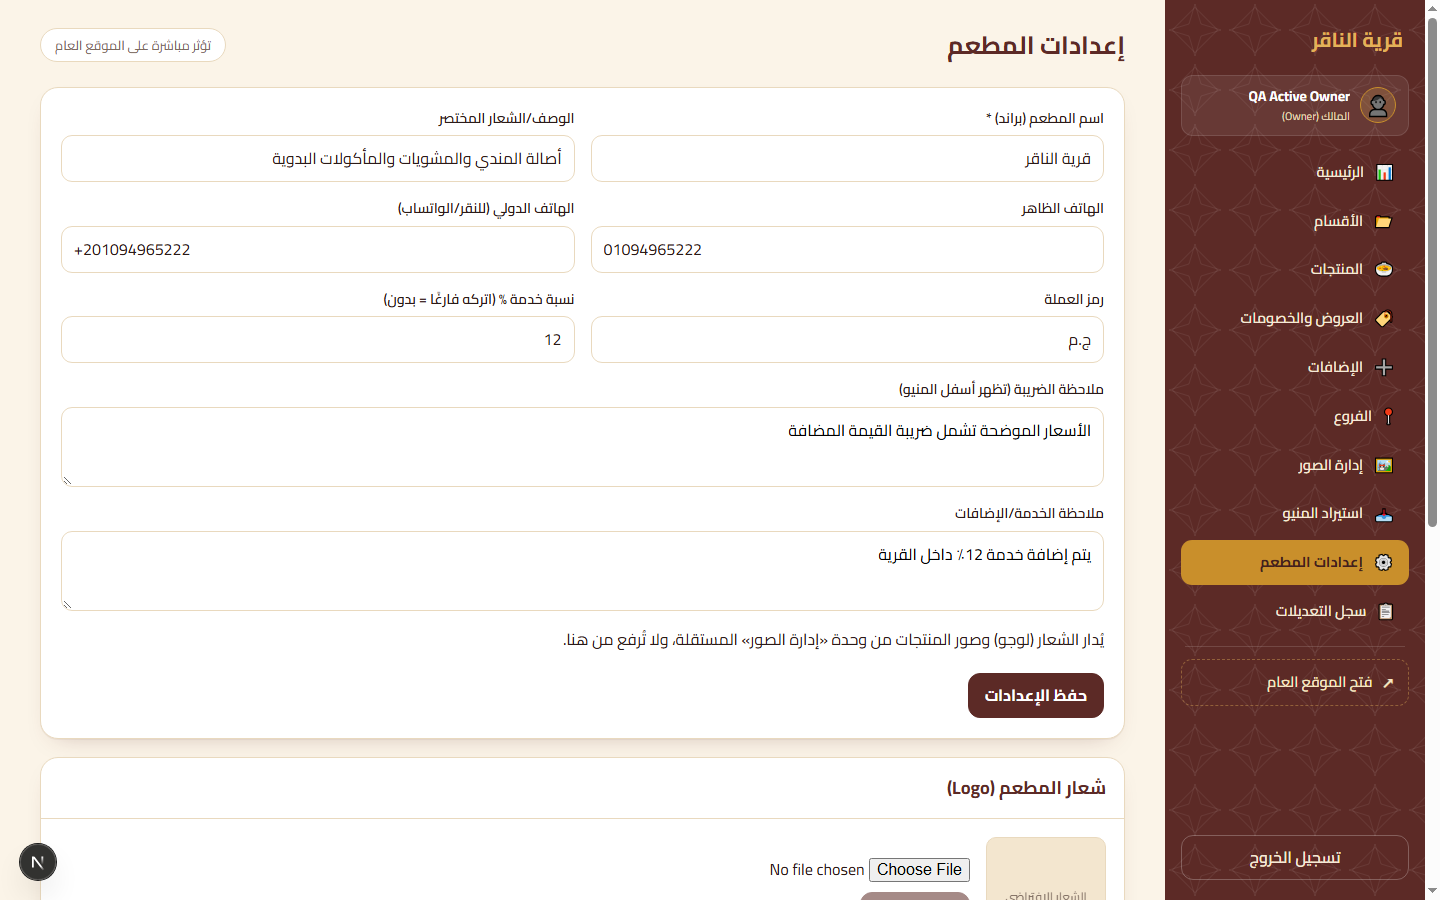 قرية الناقر
QA Active Owner
المالك (Owner)
الرئيسية
الأقسام
المنتجات
العروض والخصومات
الإضافات
الفروع
إدارة الصور
استيراد المنيو
إعدادات المطعم
سجل التعديلات
فتح الموقع العام
تسجيل الخروج
إعدادات المطعم
تؤثر مباشرة على الموقع العام
اسم المطعم (براند) *
قرية الناقر
الوصف/الشعار المختصر
أصالة المندي والمشويات والمأكولات البدوية
الهاتف الظاهر
01094965222
الهاتف الدولي (للنقر/الواتساب)
+201094965222
رمز العملة
ج.م
نسبة خدمة % (اتركه فارغًا = بدون)
12
ملاحظة الضريبة (تظهر أسفل المنيو)
الأسعار الموضحة تشمل ضريبة القيمة المضافة
ملاحظة الخدمة/الإضافات
يتم إضافة خدمة 12٪ داخل القرية
يُدار الشعار (لوجو) وصور المنتجات من وحدة «إدارة الصور» المستقلة، ولا تُرفع من هنا.
حفظ الإعدادات
شعار المطعم (Logo)
Choose File No file chosen
الشعار الافتراضي
N